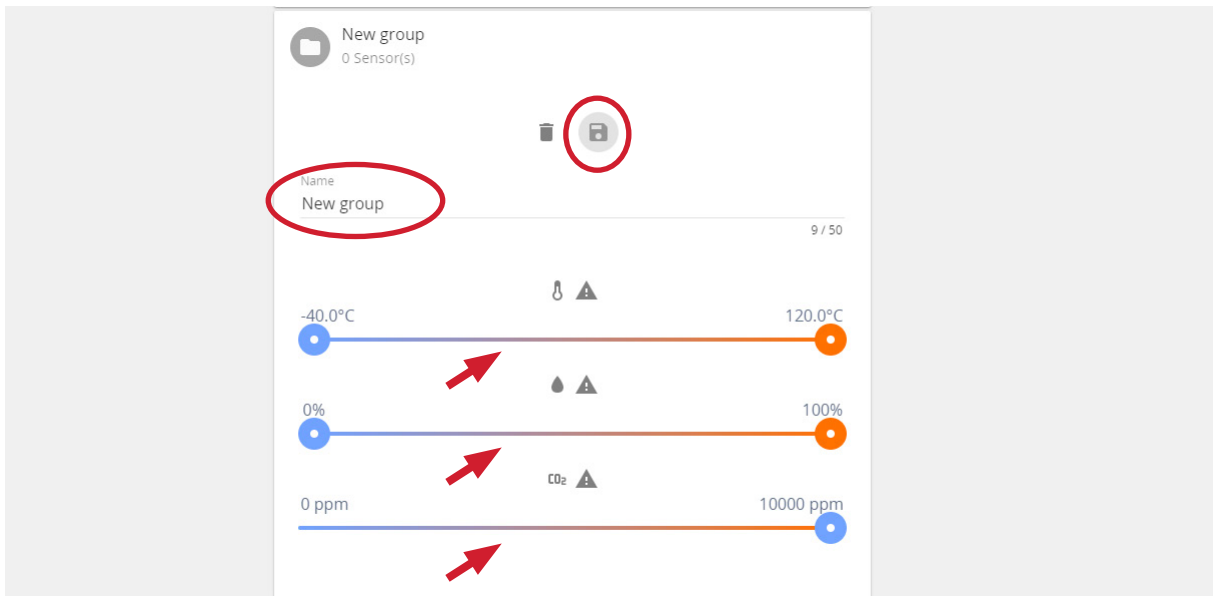 New group
0 Sensor(s)
Name
New group
9 / 50
-40.0°C 120.0°C
0% 100%
CO₂
0 ppm 10000 ppm